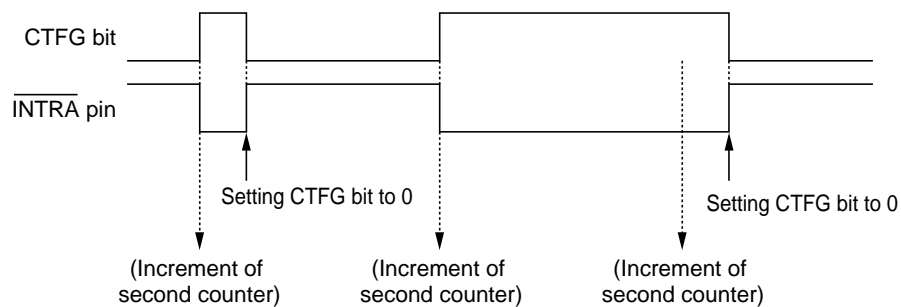 CTFG bit
INTRA pin
Setting CTFG bit to 0
Setting CTFG bit to 0
(Increment of
second counter)
(Increment of
second counter)
(Increment of
second counter)